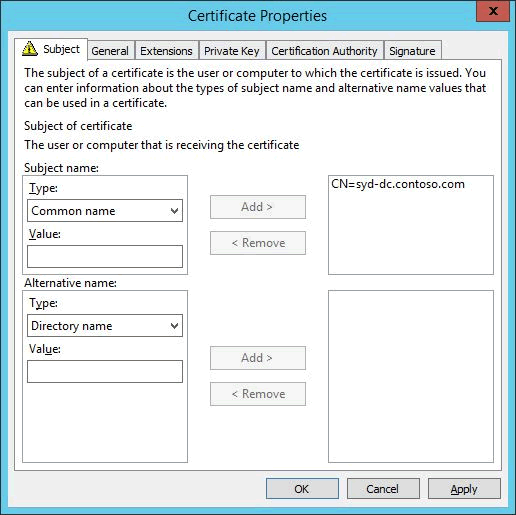 Certificate Properties
x
Subject General Extensions Private Key Certification Authority Signature
The subject of a certificate is the user or computer to which the certificate is issued. You
can enter information about the types of subject name and alternative name values that
can be used in a certificate.
Subject of certificate
The user or computer that is receiving the certificate
Subject name:
Type:
Common name
Value:
Add >
< Remove
CN=syd-dc.contoso.com
Alternative name:
Type:
Directory name
Value:
Add >
< Remove
OK Cancel Apply